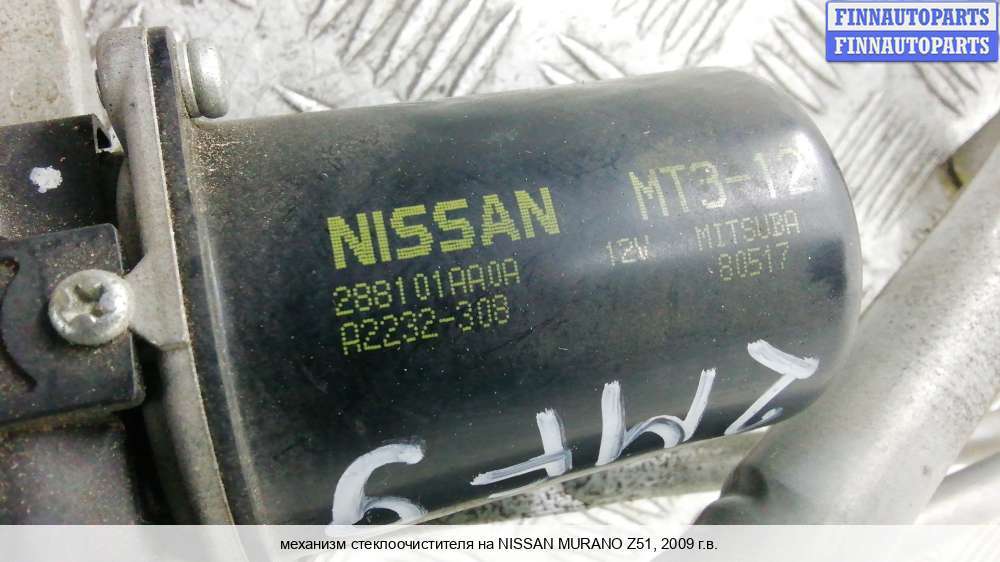 FINNAUTOPARTS
FINNAUTOPARTS
NISSAN MT3-12
288101AA0A 12V MITSUBA
A2232-308 80517
механизм стеклоочистителя на NISSAN MURANO Z51, 2009 г.в.